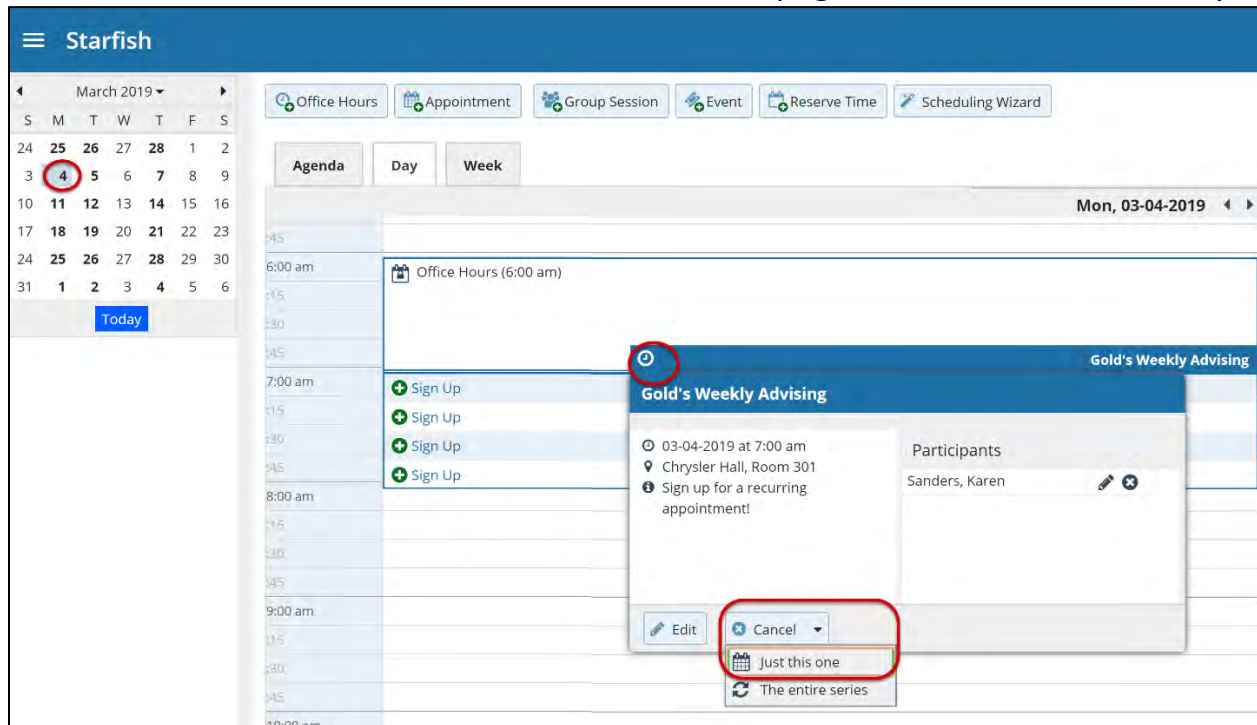 Starfish
March 2019
S M T W T F S
24 25 26 27 28 1 2
3 4 5 6 7 8 9
10 11 12 13 14 15 16
17 18 19 20 21 22 23
24 25 26 27 28 29 30
31 1 2 3 4 5 6
Today
Office Hours Appointment Group Session Event Reserve Time Scheduling Wizard
Agenda Day Week
Mon, 03-04-2019
:45
6:00 am Office Hours (6:00 am)
:15
:30
:45
Gold's Weekly Advising
7:00 am Sign Up
:15 Sign Up
:30 Sign Up
:45 Sign Up
8:00 am
:15
:30
:45
9:00 am
:15
:30
:45
10:00 am
Gold's Weekly Advising
03-04-2019 at 7:00 am
Chrysler Hall, Room 301
Sign up for a recurring
appointment!
Participants
Sanders, Karen
Edit Cancel
Just this one
The entire series